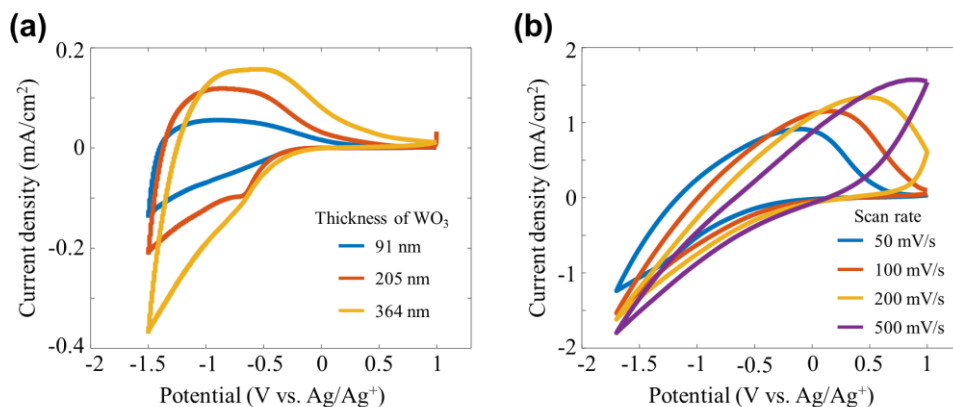 (a)
0.2
0
-0.2
-0.4
Current density (mA/cm²)
Thickness of WO₃
91 nm
205 nm
364 nm
-2 -1.5 -1 -0.5 0 0.5 1
Potential (V vs. Ag/Ag⁺)
(b)
2
1
0
-1
-2
Current density (mA/cm²)
Scan rate
50 mV/s
100 mV/s
200 mV/s
500 mV/s
-2 -1.5 -1 -0.5 0 0.5 1
Potential (V vs. Ag/Ag⁺)